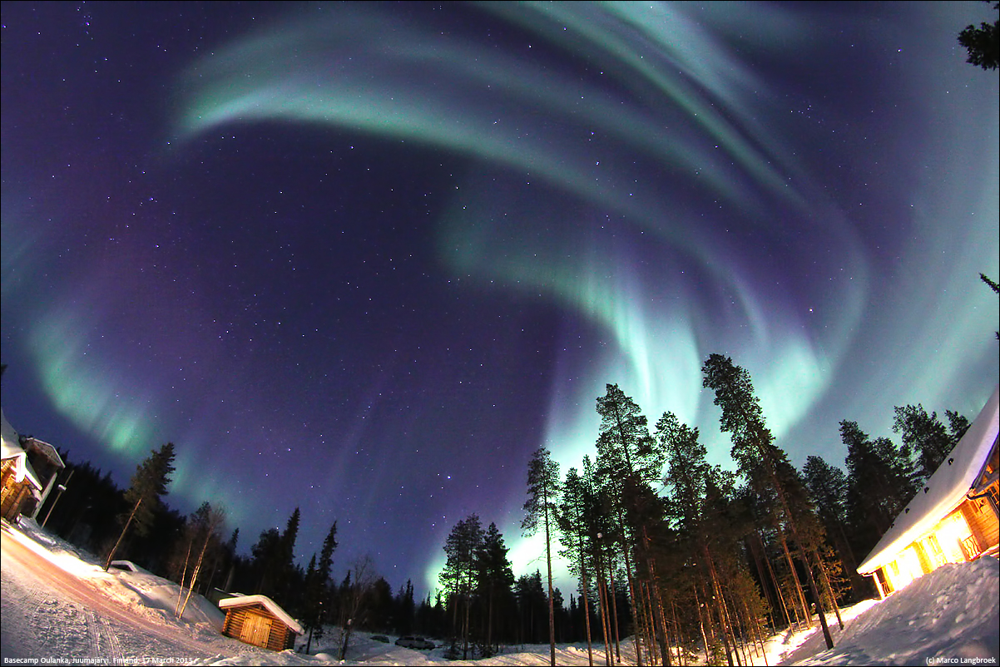 Basecamp Oulanka, Juumajärvi, Finland, 17 March 2013
(c) Marco Langbroek